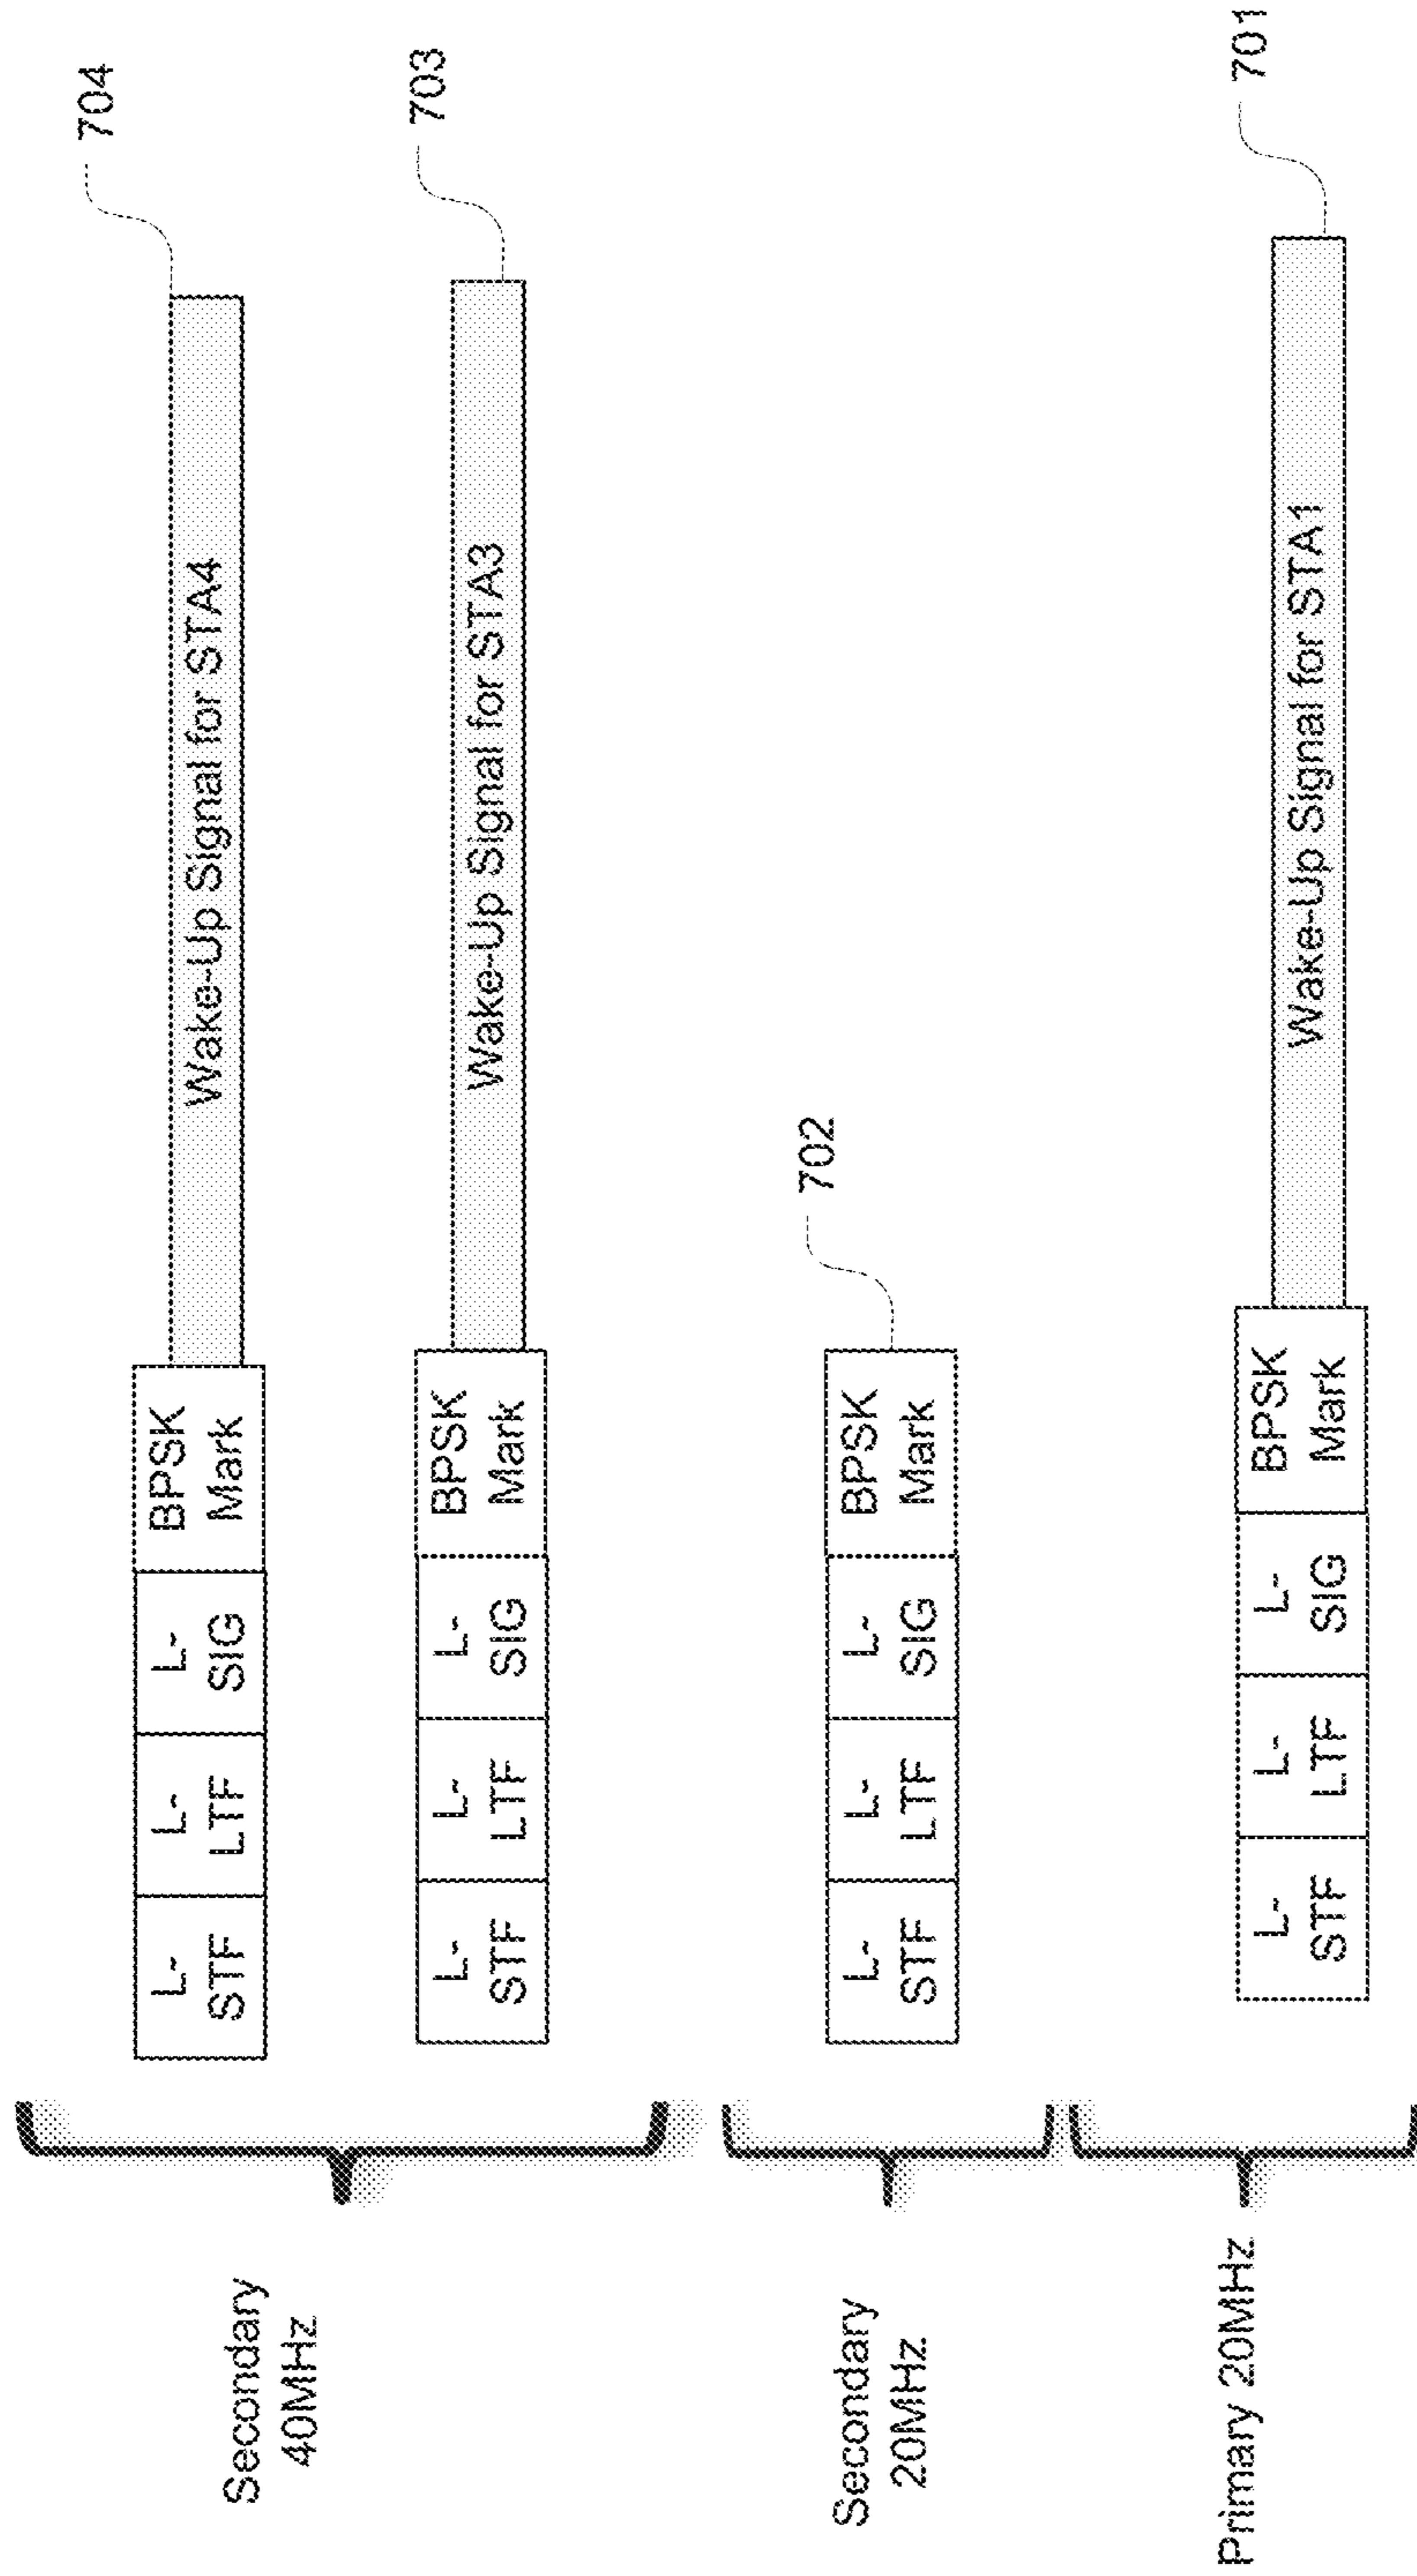 704
Secondary
40MHz
L-
STF
L-
LTF
L-
SIG
BPSK
Mark
Wake-Up Signal for STA4
703
L-
STF
L-
LTF
L-
SIG
BPSK
Mark
Wake-Up Signal for STA3
702
Secondary
20MHz
L-
STF
L-
LTF
L-
SIG
BPSK
Mark
701
Primary 20MHz
L-
STF
L-
LTF
L-
SIG
BPSK
Mark
Wake-Up Signal for STA1